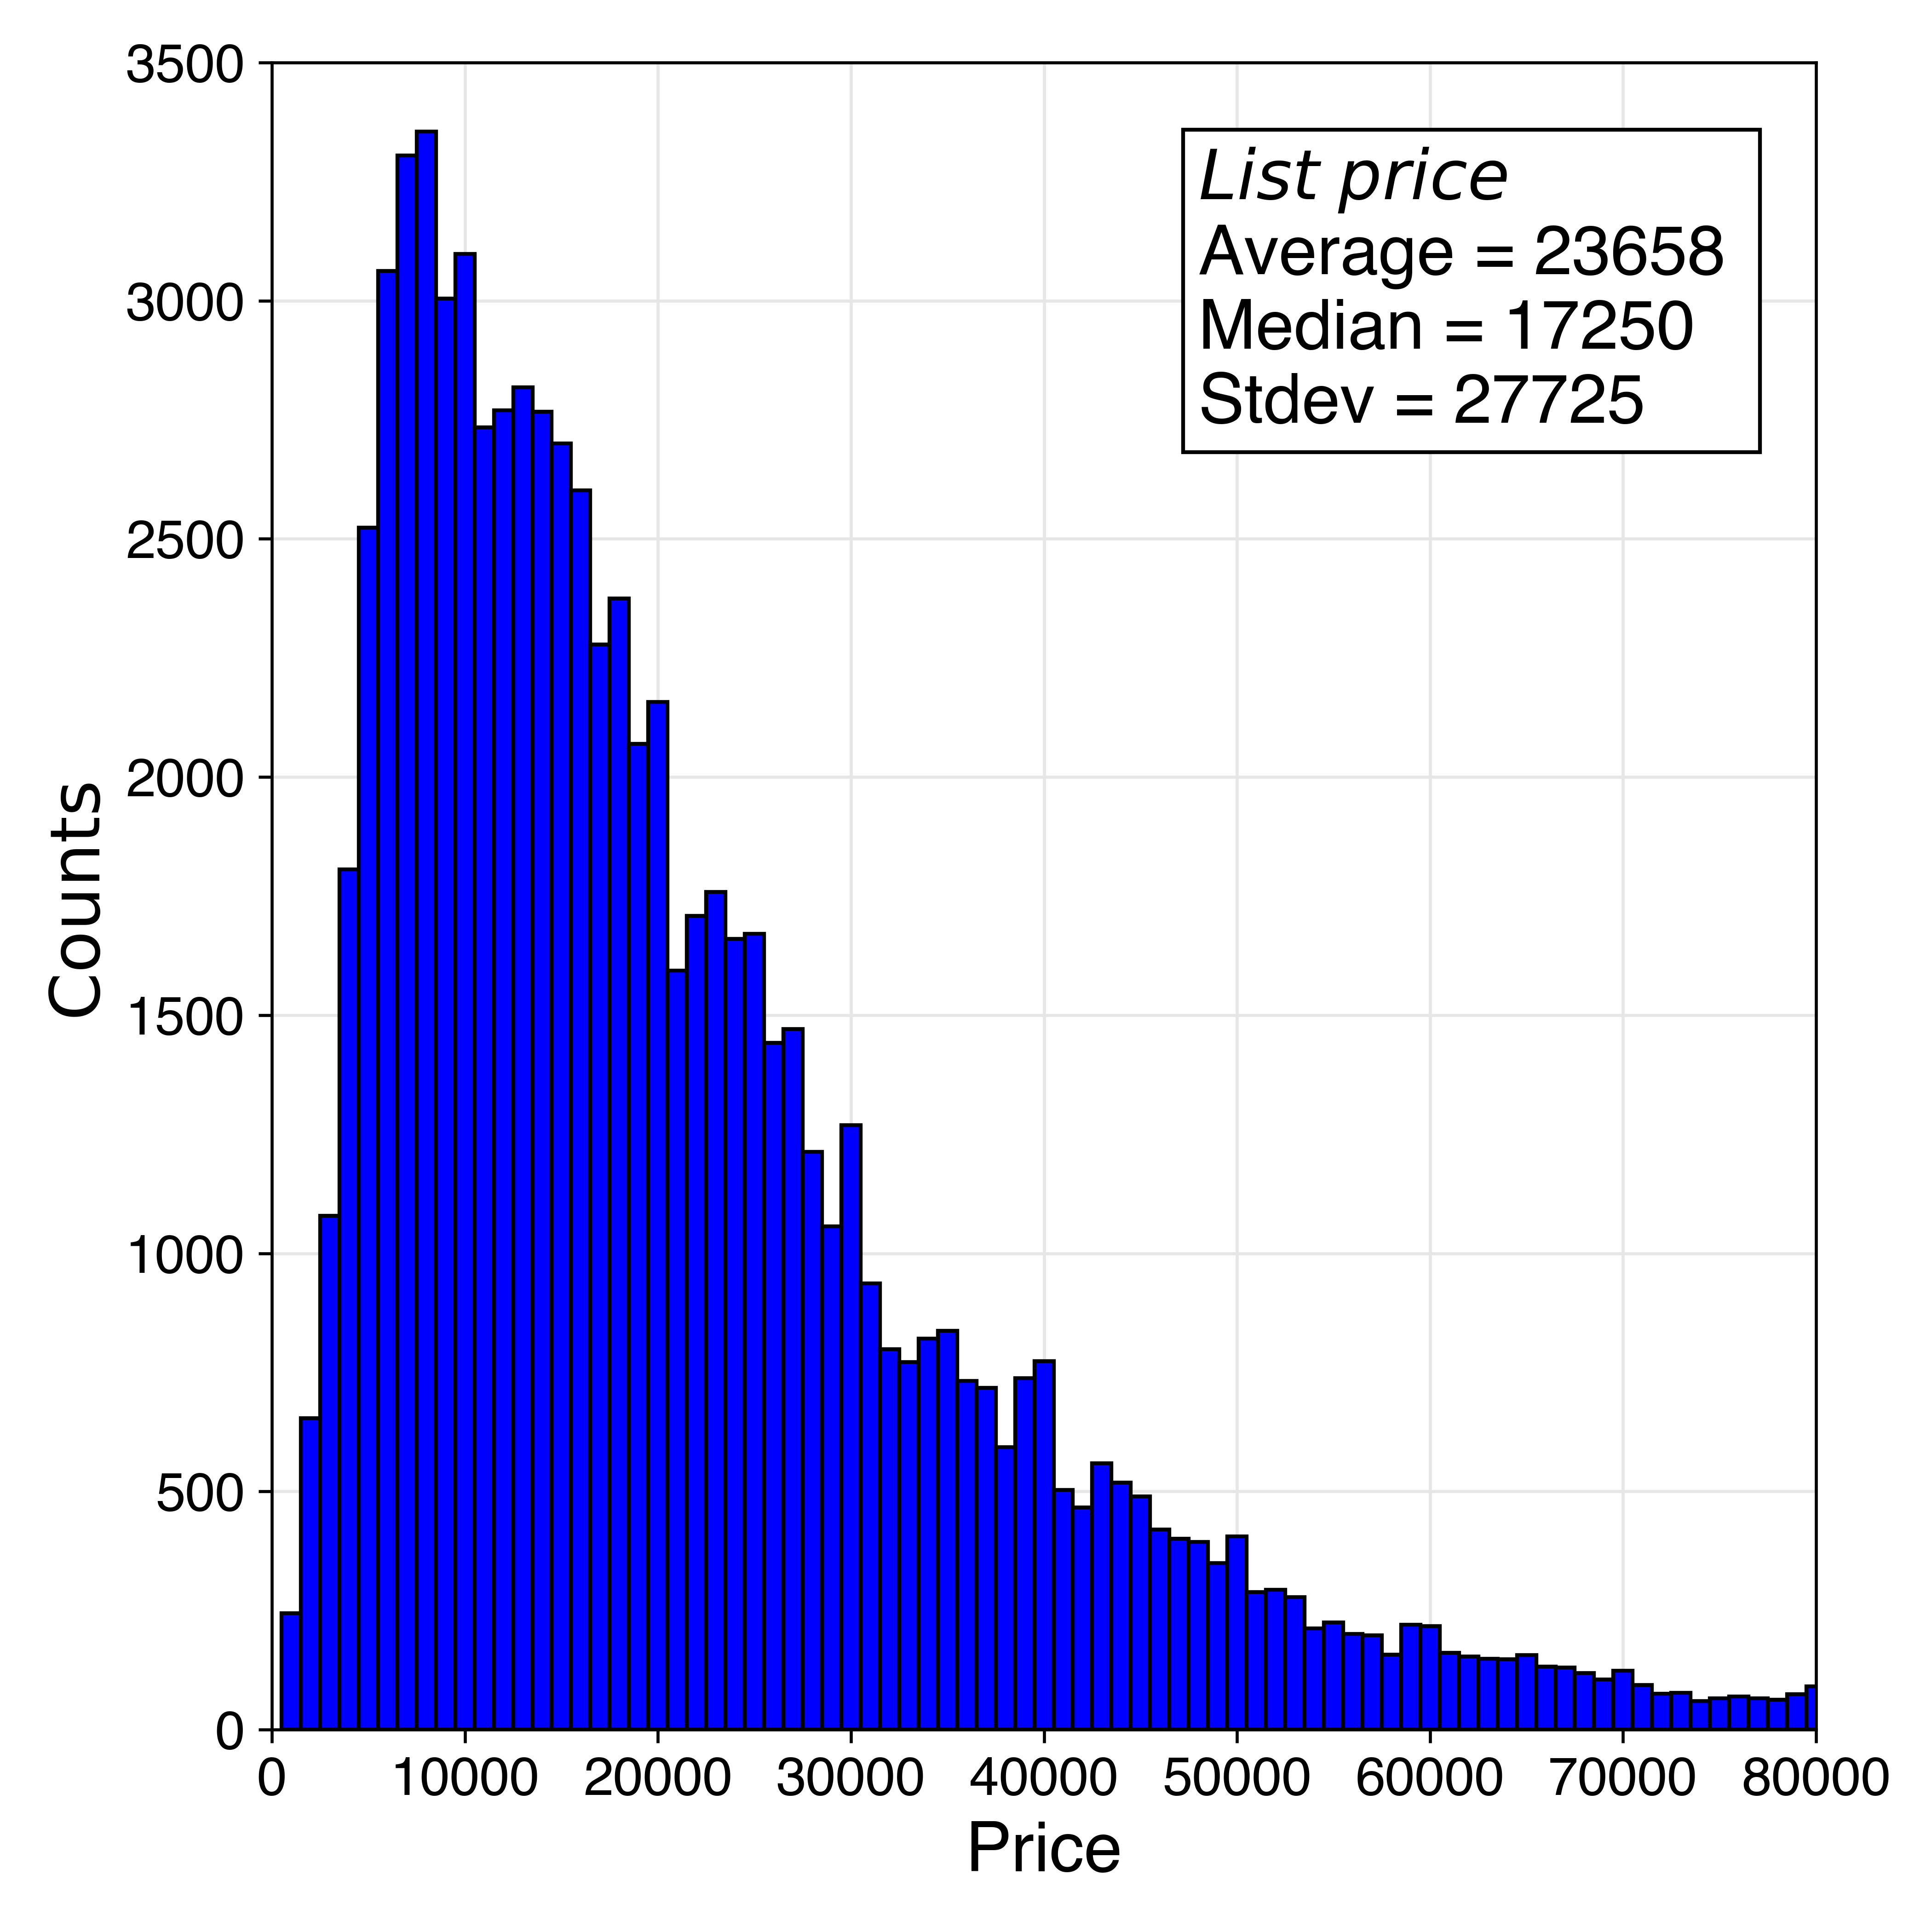 3500
3000
2500
2000
1500
1000
500
0
Counts
List price
Average = 23658
Median = 17250
Stdev = 27725
0 10000 20000 30000 40000 50000 60000 70000 80000
Price